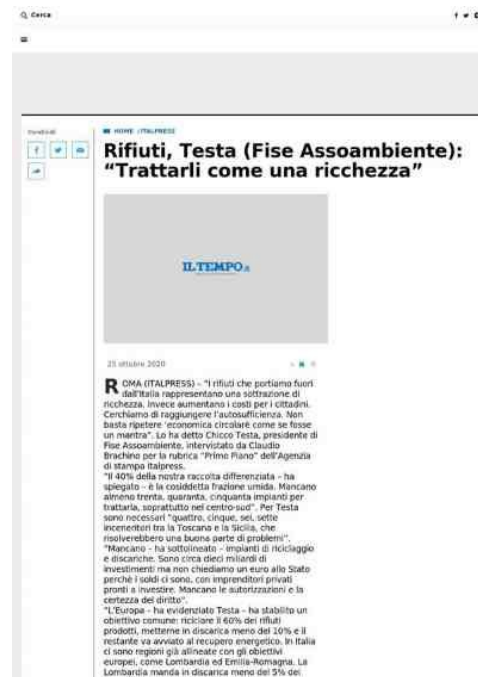 Cerca
Condividi
HOME / ITALPRESS
Rifiuti, Testa (Fise Assoambiente):
“Trattarli come una ricchezza”
IL TEMPO.it
25 ottobre 2020
ROMA (ITALPRESS) – "I rifiuti che portiamo fuori
dall'Italia rappresentano una sottrazione di
ricchezza. Invece aumentano i costi per i cittadini.
Cerchiamo di raggiungere l'autosufficienza. Non
basta ripetere 'economica circolare come se fosse
un mantra". Lo ha detto Chicco Testa, presidente di
Fise Assoambiente, intervistato da Claudio
Brachino per la rubrica "Primo Piano" dell'Agenzia
di stampa Italpress.
"Il 40% della nostra raccolta differenziata – ha
spiegato – è la cosiddetta frazione umida. Mancano
almeno trenta, quaranta, cinquanta impianti per
trattarla, soprattutto nel centro-sud". Per Testa
sono necessari "quattro, cinque, sei, sette
inceneritori tra la Toscana e la Sicilia, che
risolverebbero una buona parte di problemi".
"Mancano – ha sottolineato – impianti di riciclaggio
e discariche. Sono circa dieci miliardi di
investimenti ma non chiediamo un euro allo Stato
perchè i soldi ci sono, con imprenditori privati
pronti a investire. Mancano le autorizzazioni e la
certezza del diritto".
"L'Europa – ha evidenziato Testa – ha stabilito un
obiettivo comune: riciclare il 60% dei rifiuti
prodotti, metterne in discarica meno del 10% e il
restante va avviato al recupero energetico. In Italia
ci sono regioni già allineate con gli obiettivi
europei, come Lombardia ed Emilia-Romagna. La
Lombardia manda in discarica meno del 5% dei